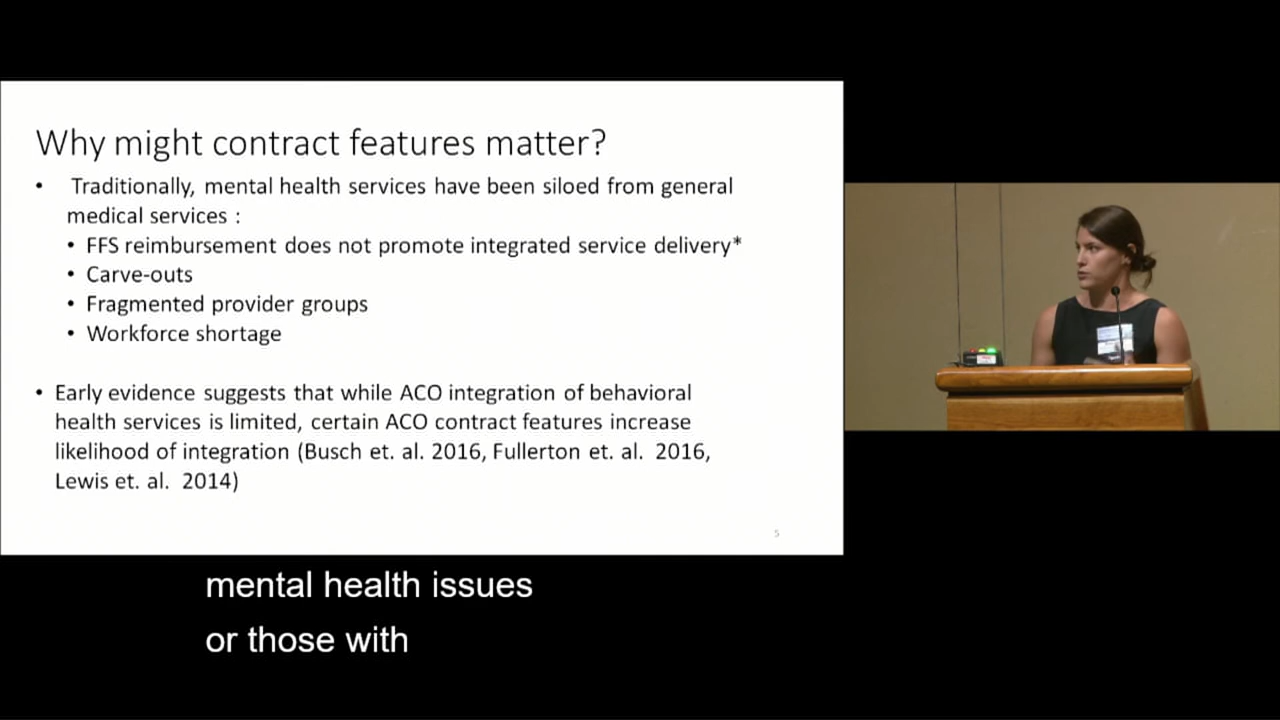 Why might contract features matter?
• Traditionally, mental health services have been siloed from general
medical services :
• FFS reimbursement does not promote integrated service delivery*
• Carve-outs
• Fragmented provider groups
• Workforce shortage
• Early evidence suggests that while ACO integration of behavioral
health services is limited, certain ACO contract features increase
likelihood of integration (Busch et. al. 2016, Fullerton et. al. 2016,
Lewis et. al. 2014)
5
mental health issues
or those with